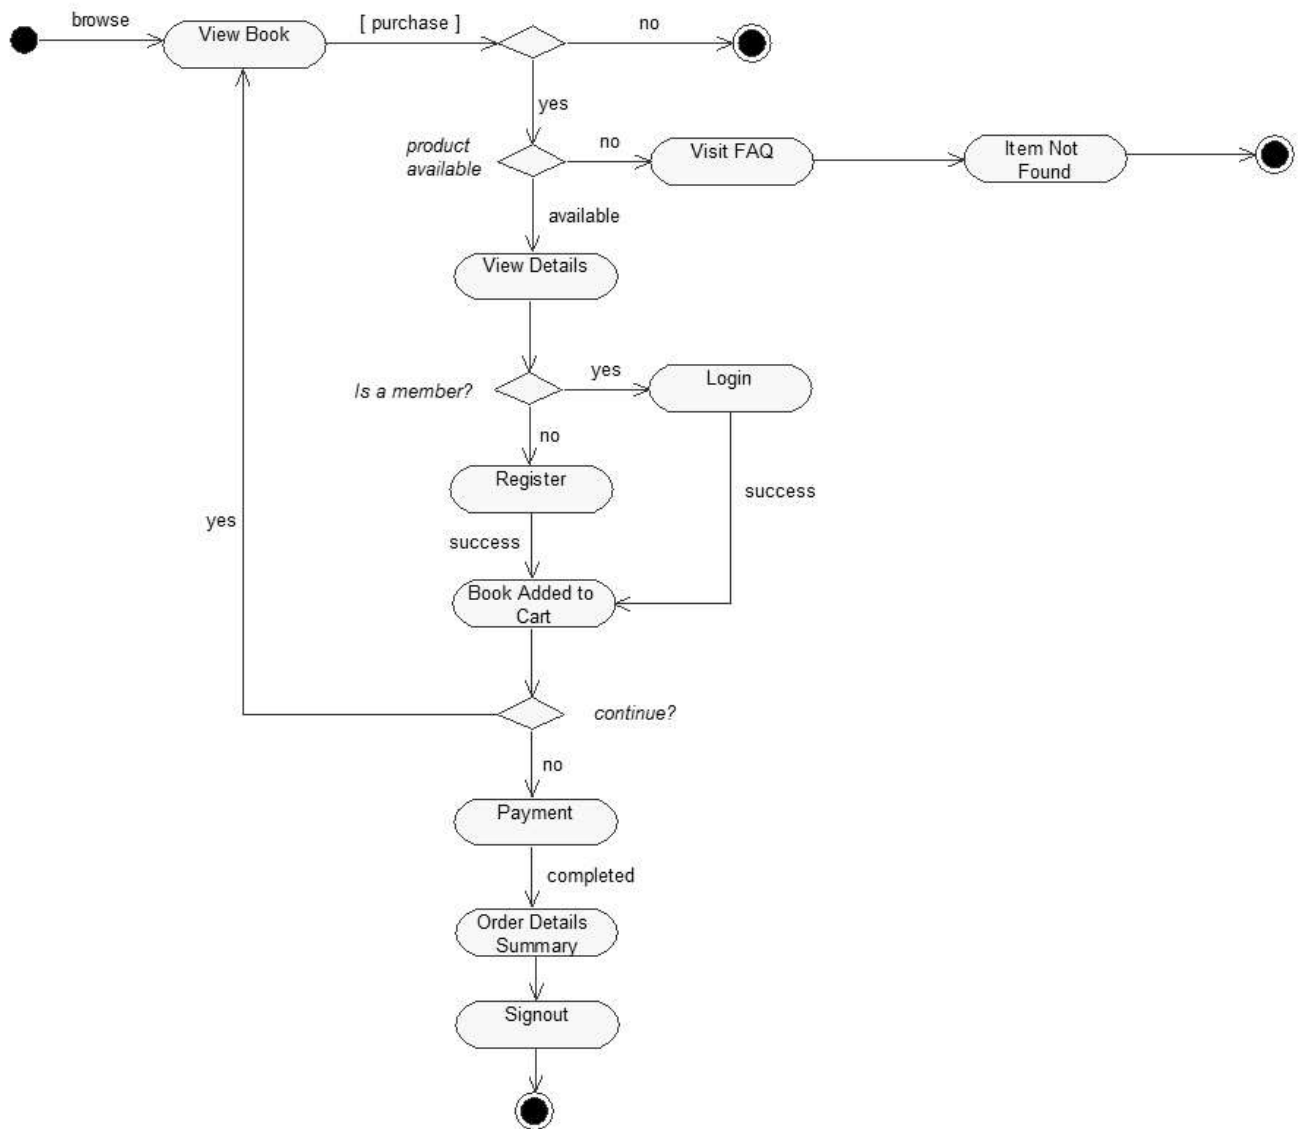 browse
View Book
[ purchase ]
no
yes
product
available
no
Visit FAQ
Item Not
Found
available
View Details
Is a member?
yes
Login
no
Register
success
success
yes
Book Added to
Cart
continue?
no
Payment
completed
Order Details
Summary
Signout